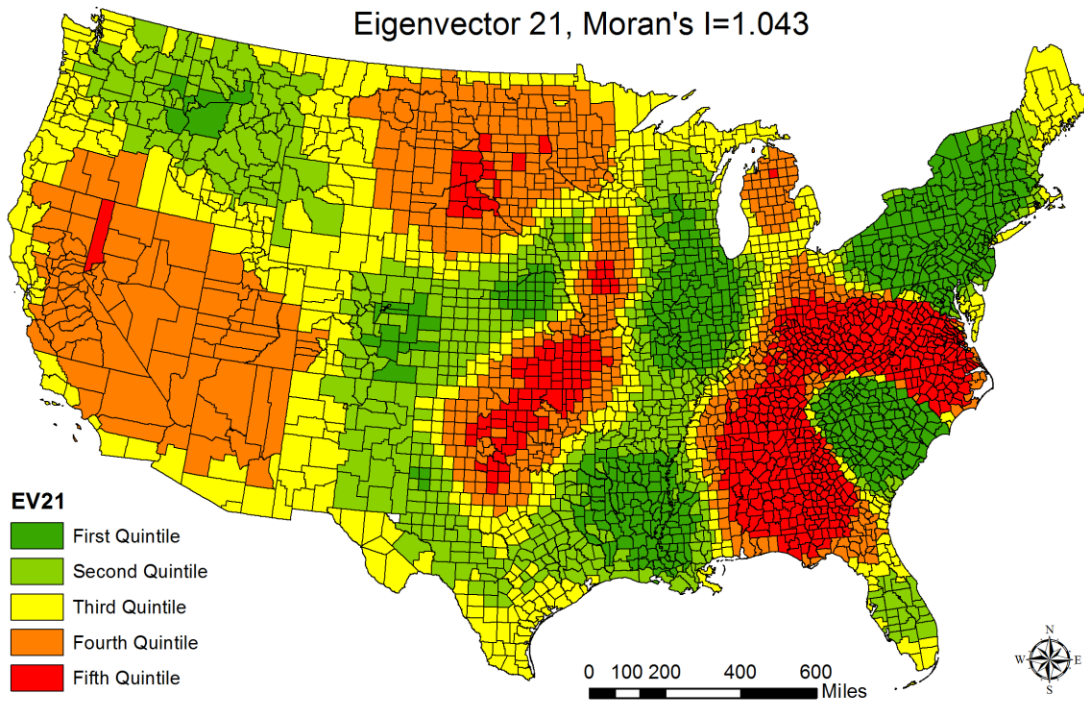 Eigenvector 21, Moran's I=1.043
EV21
First Quintile
Second Quintile
Third Quintile
Fourth Quintile
Fifth Quintile
0 100 200 400 600
Miles
N
W E
S